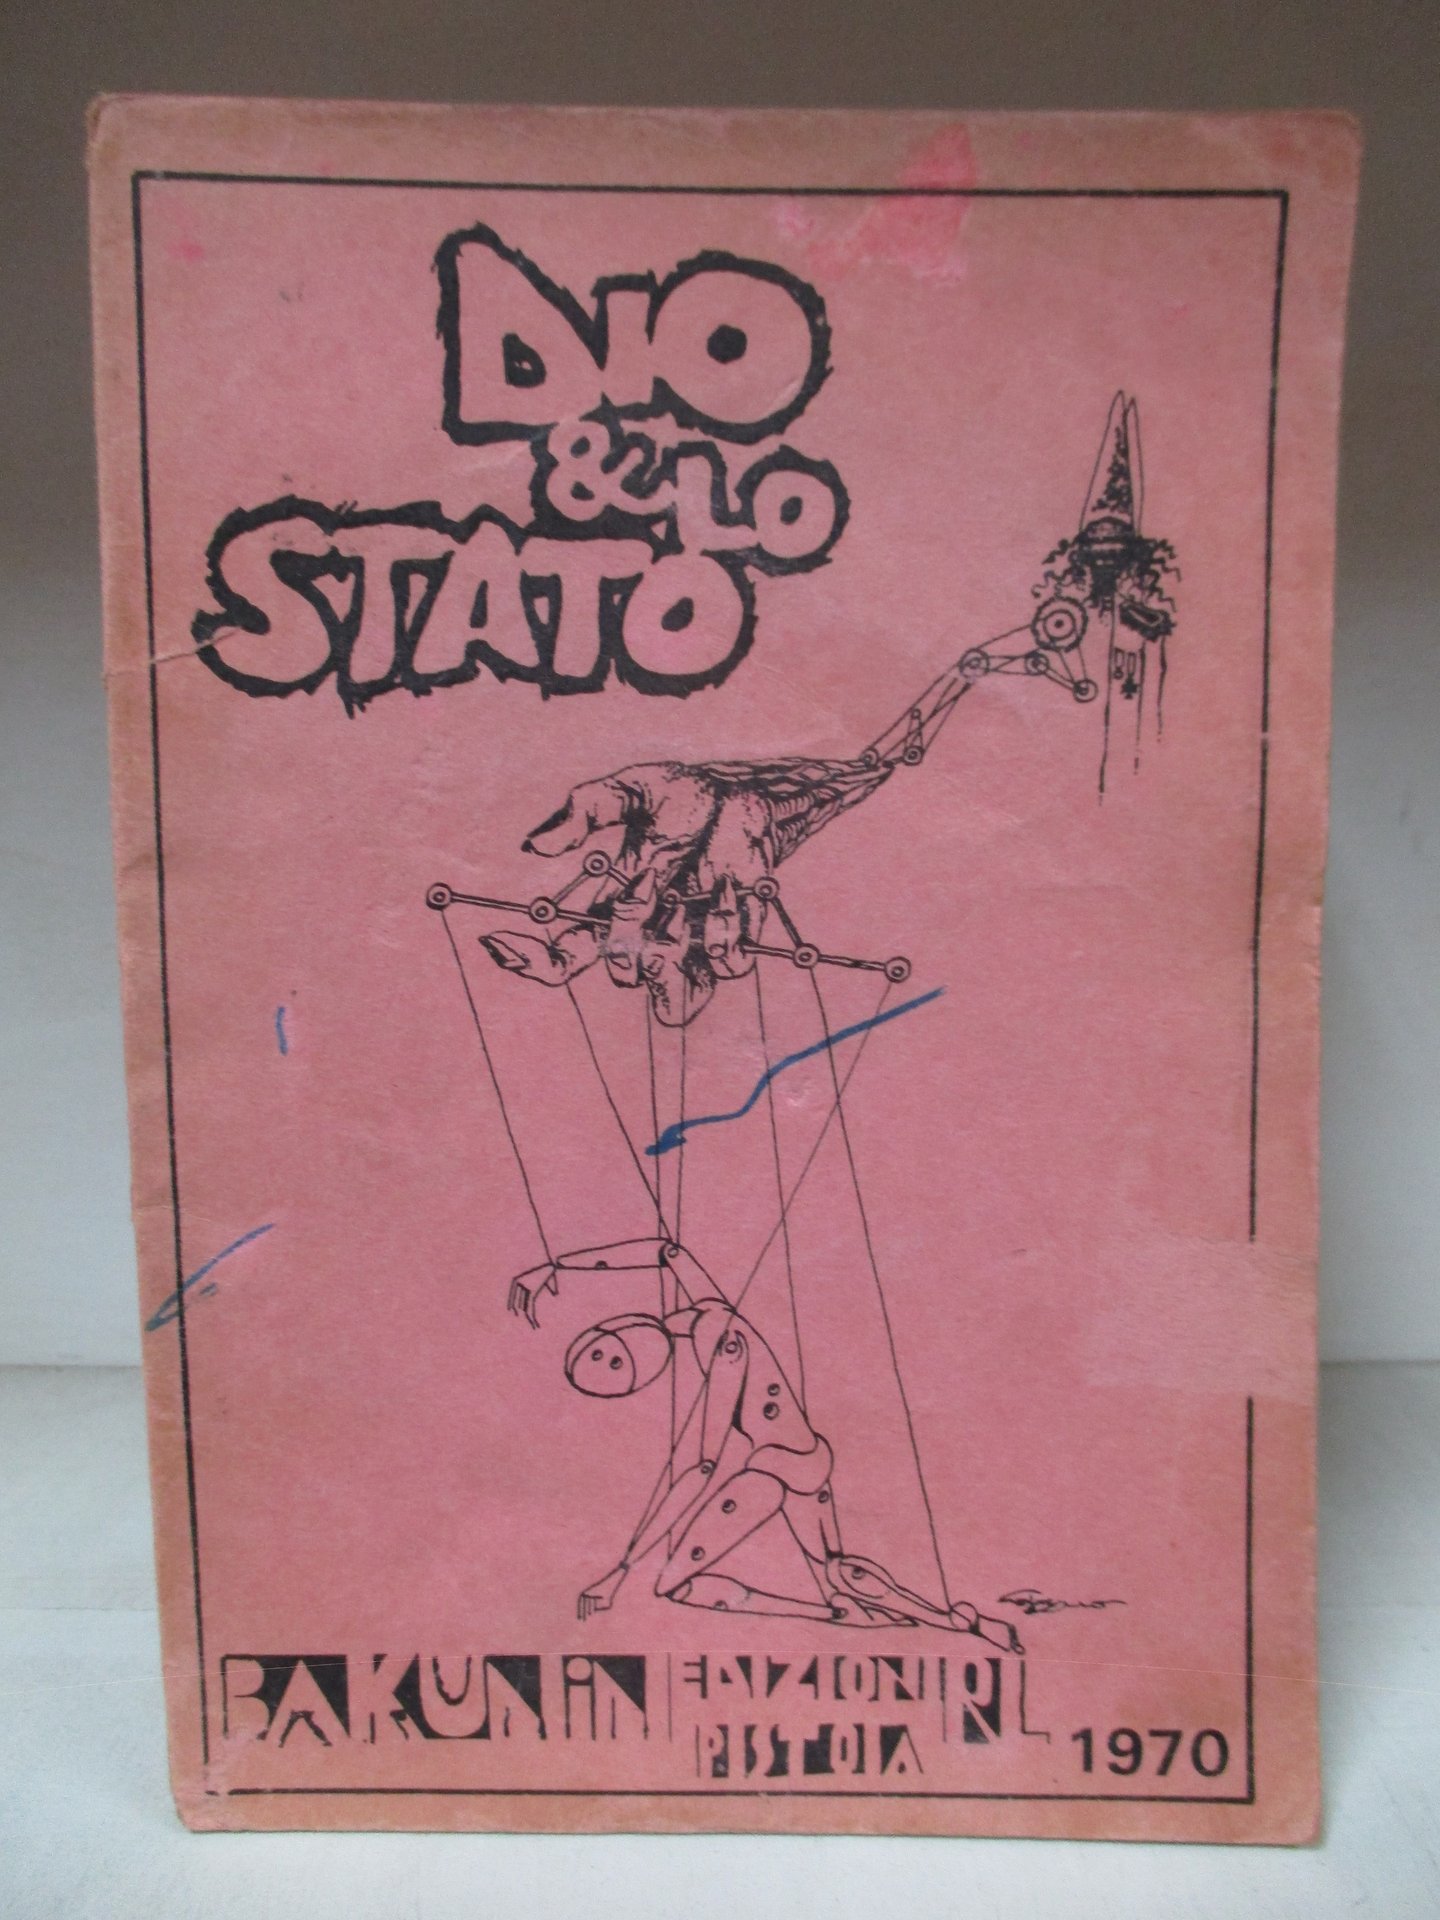 DIO
& LO
STATO
BAKUNIN EDIZIONI RL
PISTOIA 1970